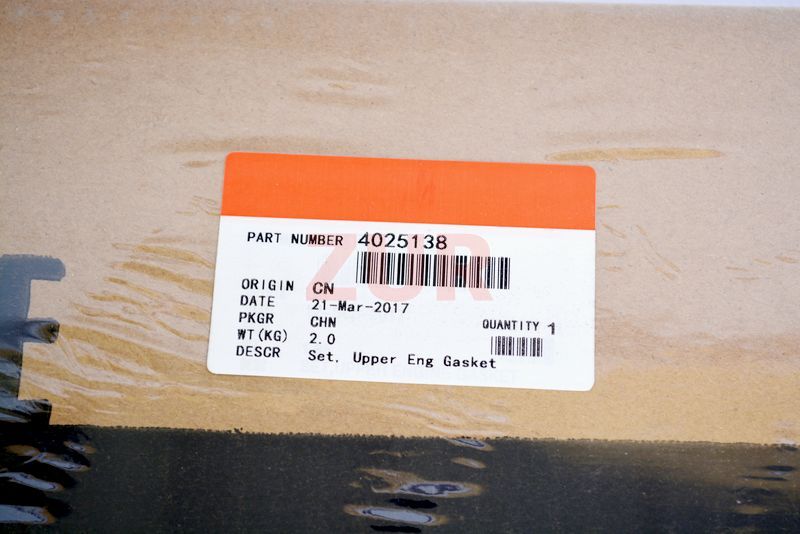 PART NUMBER 4025138
ZUR
ORIGIN CN
DATE 21-Mar-2017
PKGR CHN
QUANTITY 1
WT(KG) 2.0
DESCR Set, Upper Eng Gasket